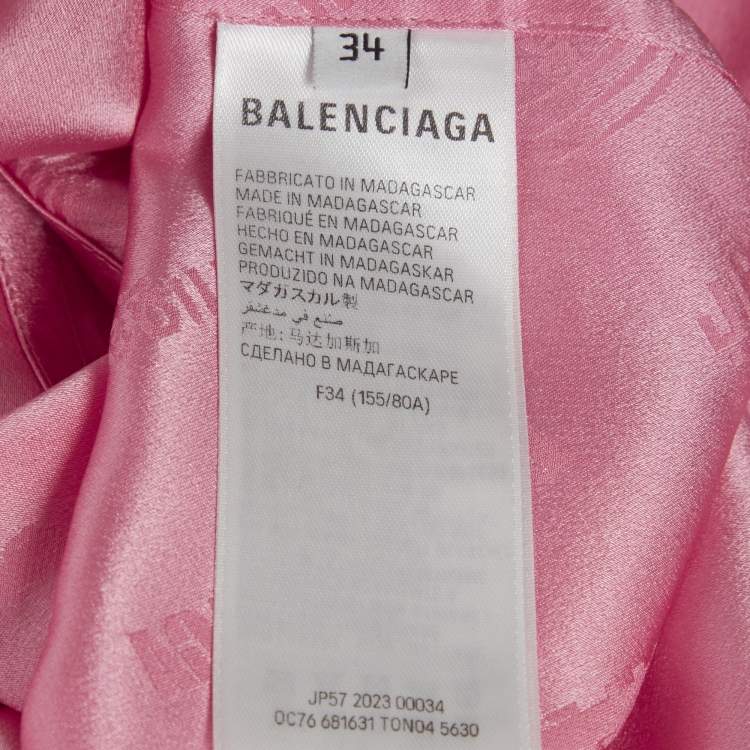 34
BALENCIAGA
FABBRICATO IN MADAGASCAR
MADE IN MADAGASCAR
FABRIQUÉ EN MADAGASCAR
HECHO EN MADAGASCAR
GEMACHT IN MADAGASKAR
PRODUZIDO NA MADAGASCAR
マダガスカル製
صنع في مدغشقر
产地: 马达加斯加
СДЕЛАНО В МАДАГАСКАРЕ
F34 (155/80A)
JP57 2023 00034
OC76 681631 TON04 5630